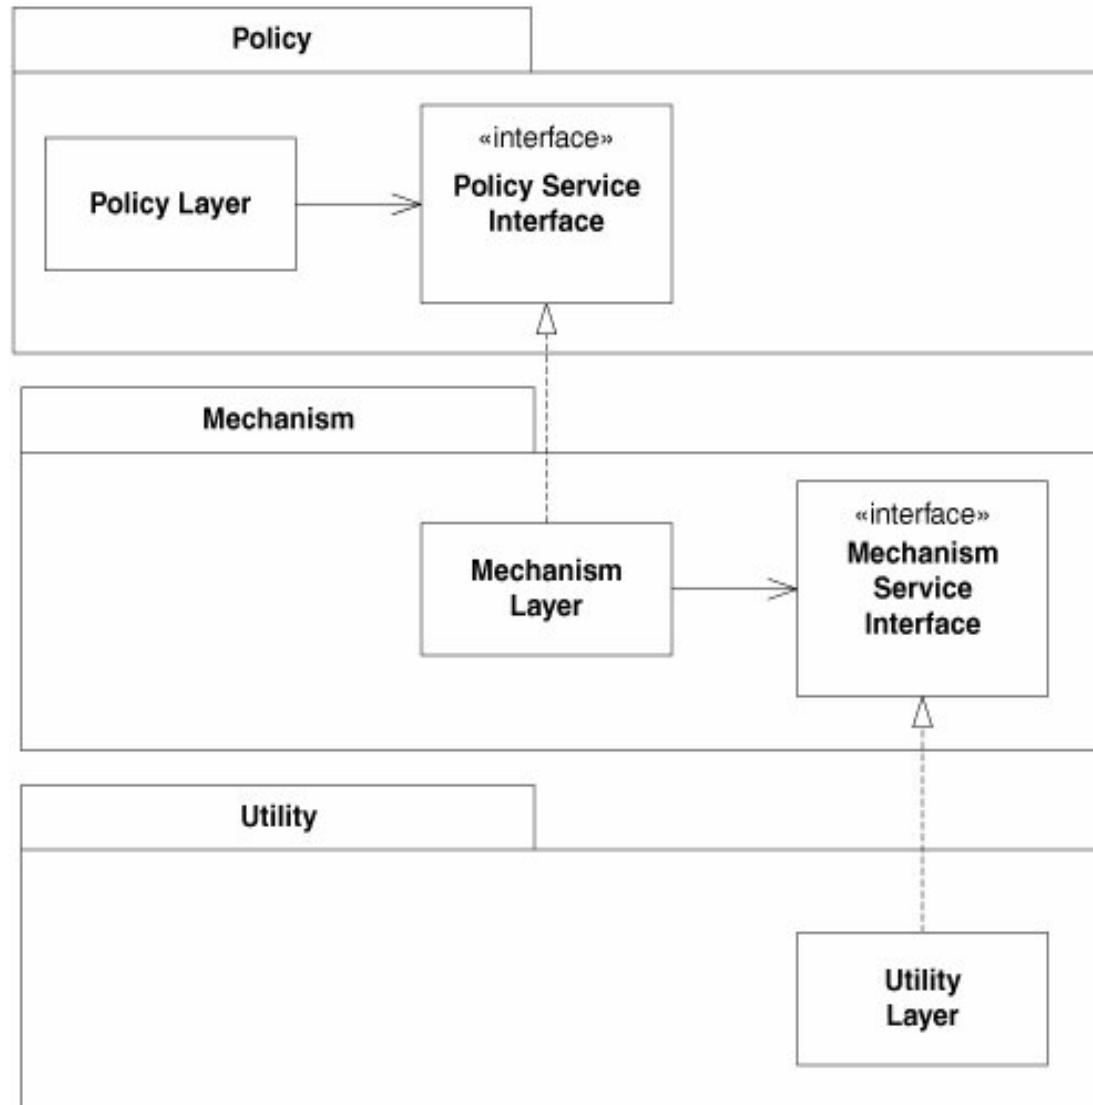 Policy
«interface»
Policy Layer
Policy Service
Interface
Mechanism
«interface»
Mechanism
Layer
Mechanism
Service
Interface
Utility
Utility
Layer